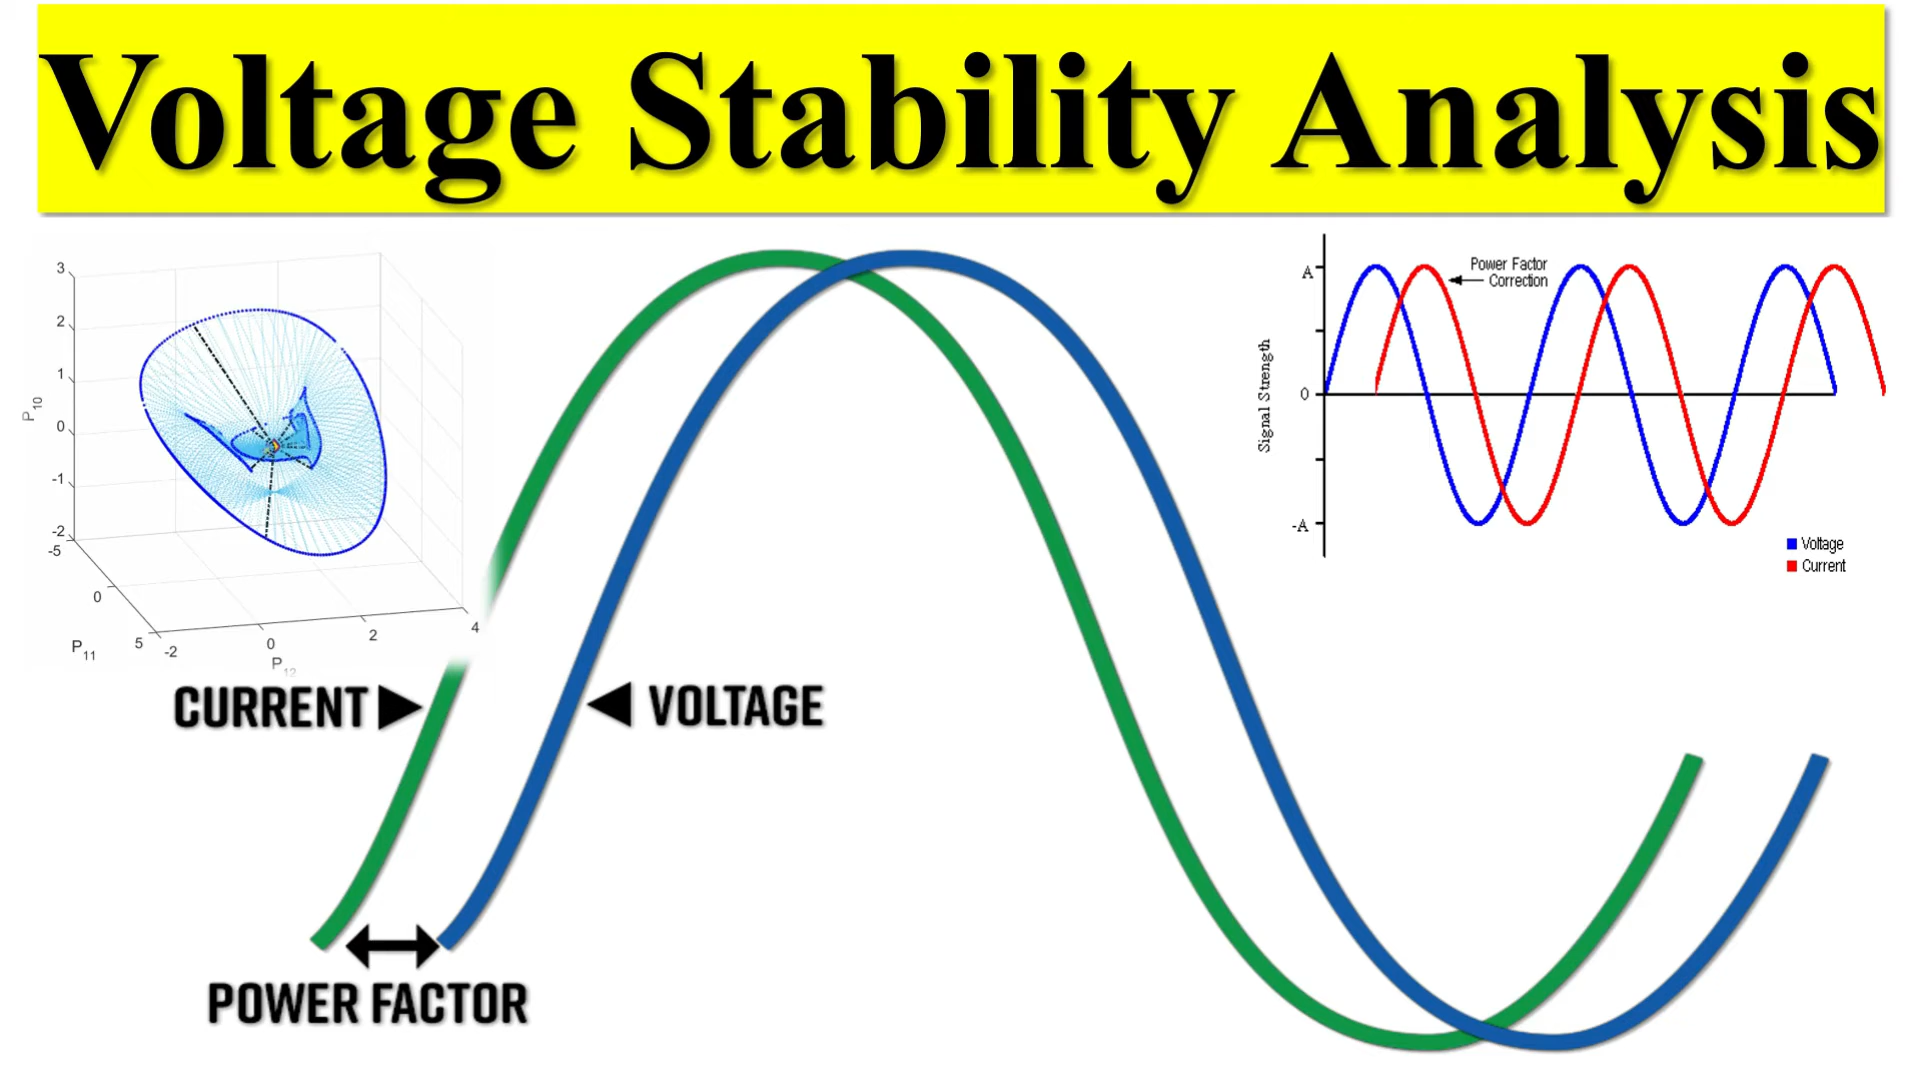 Voltage Stability Analysis
3
2
1
0
-1
-2
P10
-5
0
5
P11
-2
0
2
4
P12
A
0
-A
Signal Strength
Power Factor
Correction
Voltage
Current
CURRENT
VOLTAGE
POWER FACTOR